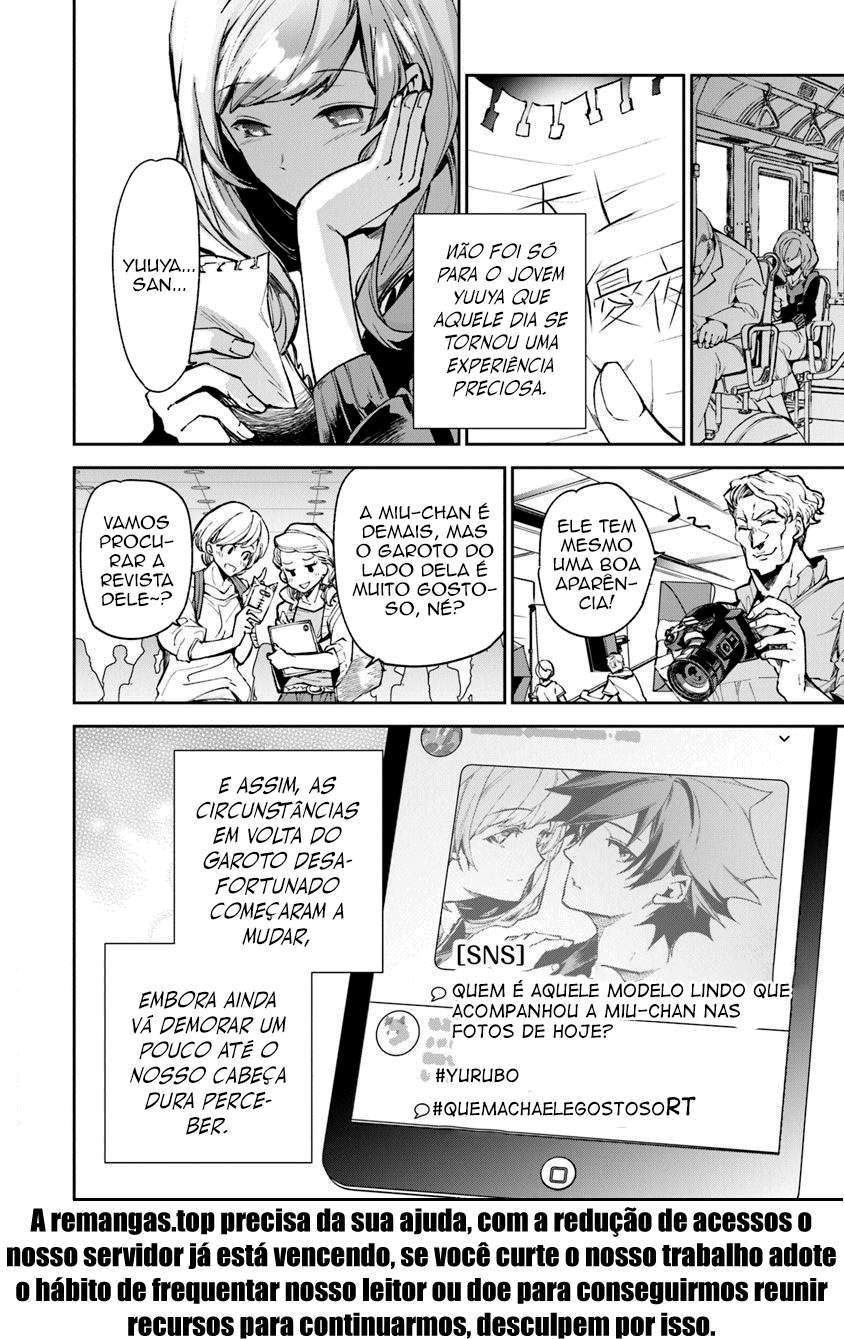 NÃO FOI SÓ
PARA O JOVEM
YUUYA QUE
AQUELE DIA SE
TORNOU UMA
EXPERIÊNCIA
PRECIOSA.
YUUYA...
SAN...
ELE TEM
MESMO
UMA BOA
APARÊN-
CIA!
A MIU-CHAN É
DEMAIS, MAS
O GAROTO DO
LADO DELA É
MUITO GOSTO-
SO, NÉ?
VAMOS
PROCU-
RAR A
REVISTA
DELE~?
E ASSIM, AS
CIRCUNSTÂNCIAS
EM VOLTA DO
GAROTO DESA-
FORTUNADO
COMEÇARAM A
MUDAR,
EMBORA AINDA
VÁ DEMORAR UM
POUCO ATÉ O
NOSSO CABEÇA
DURA PERCE-
BER.
[SNS]
QUEM É AQUELE MODELO LINDO QUE
ACOMPANHOU A MIU-CHAN NAS
FOTOS DE HOJE?
#YURUBO
#QUEMACHAELEGOSTOSORT
A remangas.top precisa da sua ajuda, com a redução de acessos o
nosso servidor já está vencendo, se você curte o nosso trabalho adote
o hábito de frequentar nosso leitor ou doe para conseguirmos reunir
recursos para continuarmos, desculpem por isso.